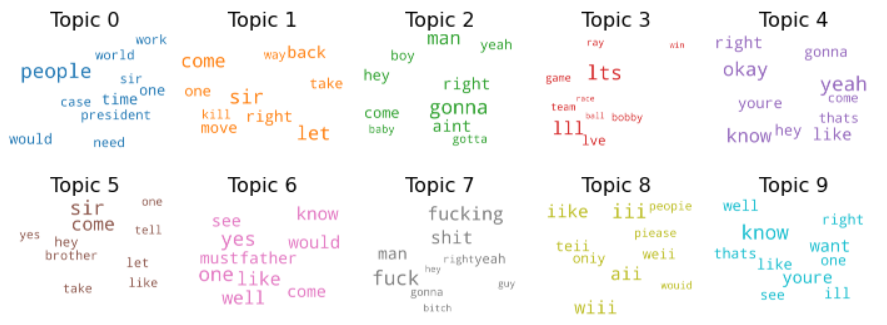 Topic 0
work
world
people
sir
one
case time
president
would
need
Topic 1
way back
come
take
one
sir
kill
right
move
let
Topic 2
man
yeah
boy
hey
right
gonna
come
aint
baby
gotta
Topic 3
ray
win
lts
game
race
team
ball bobby
lll
lve
Topic 4
right
gonna
okay
yeah
come
youre
thats
know hey like
Topic 5
sir
one
come
yes
tell
hey
brother
let
take
like
Topic 6
know
see
yes
would
must father
one like
well
come
Topic 7
fucking
shit
man
right yeah
hey
fuck
guy
gonna
bitch
Topic 8
iike iii peopie
piease
teii
oniy
weii
aii
wouid
wiii
Topic 9
well
right
know
want
thats
one
like
youre
see
ill